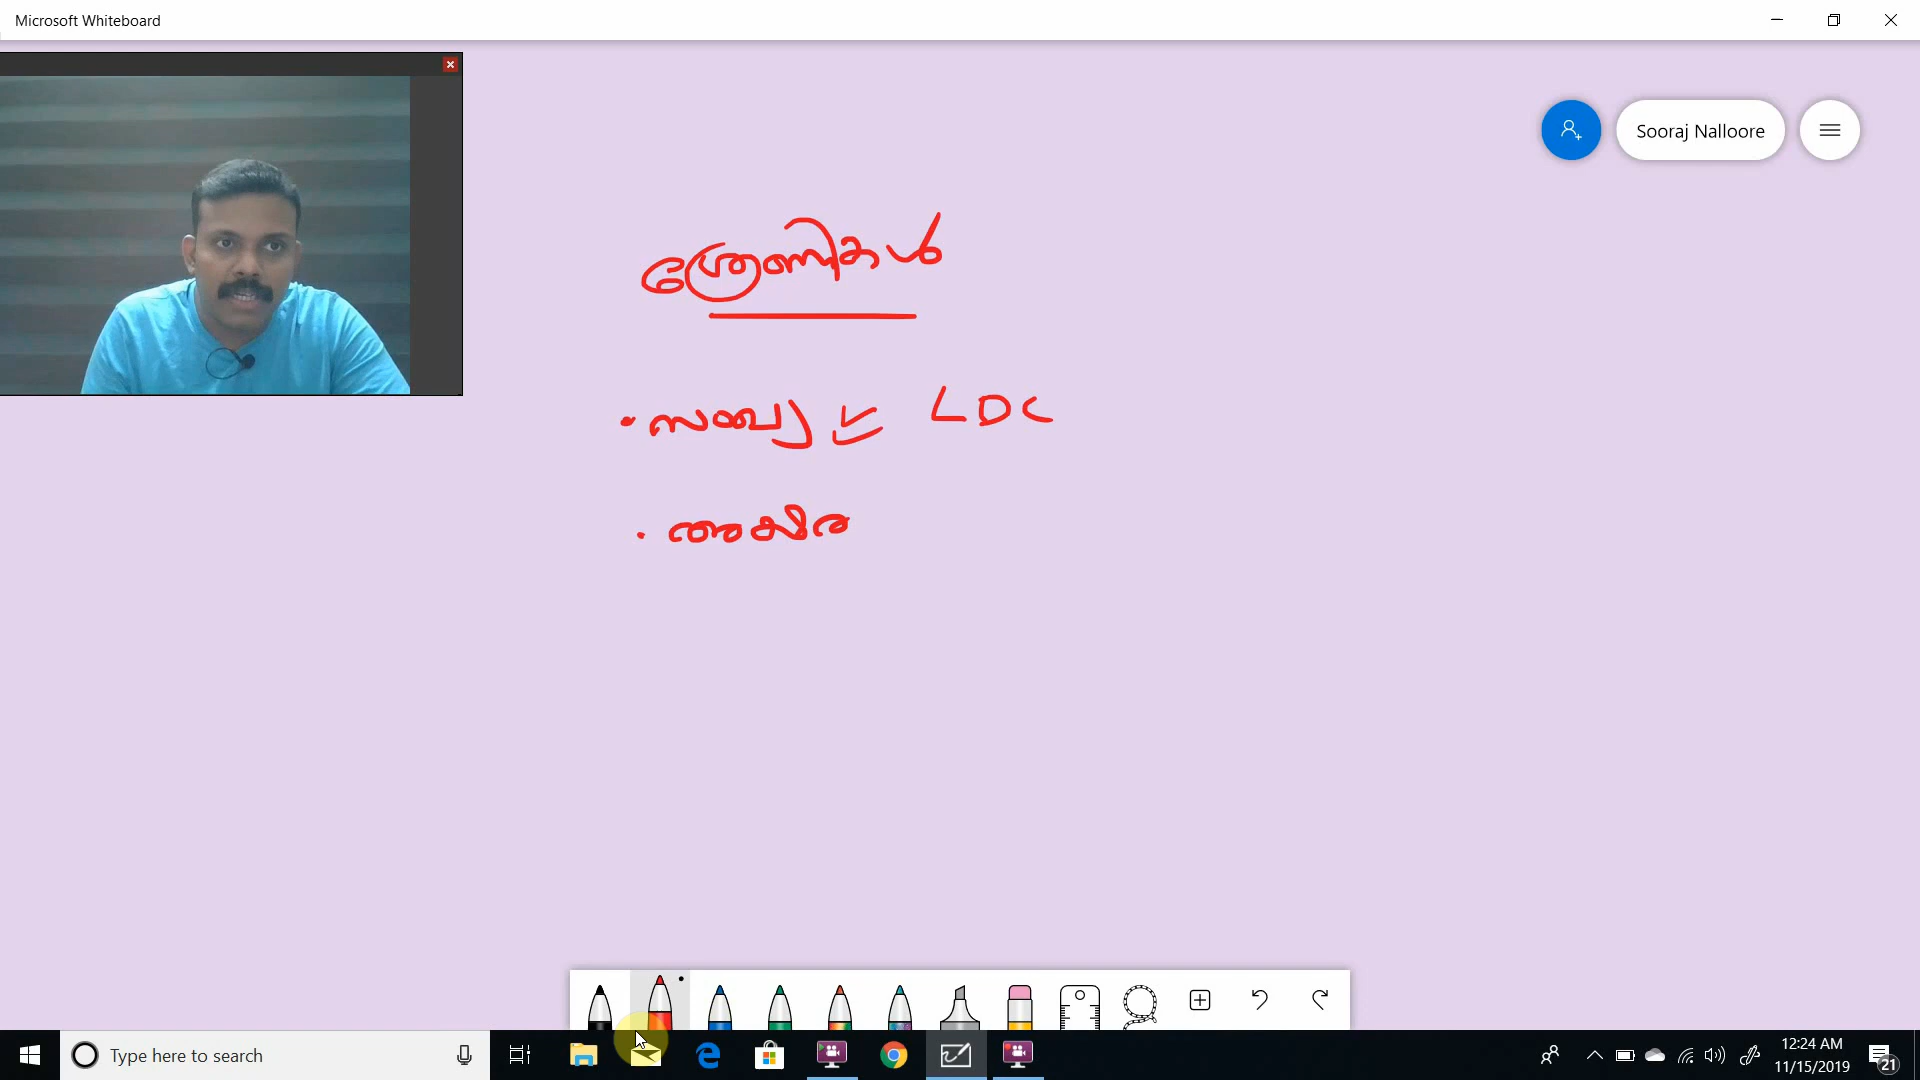 Microsoft Whiteboard
Sooraj Nalloore
ശ്രേണികൾ
• സംഖ്യ LDC
• അക്ഷര
Type here to search
12:24 AM
11/15/2019
21